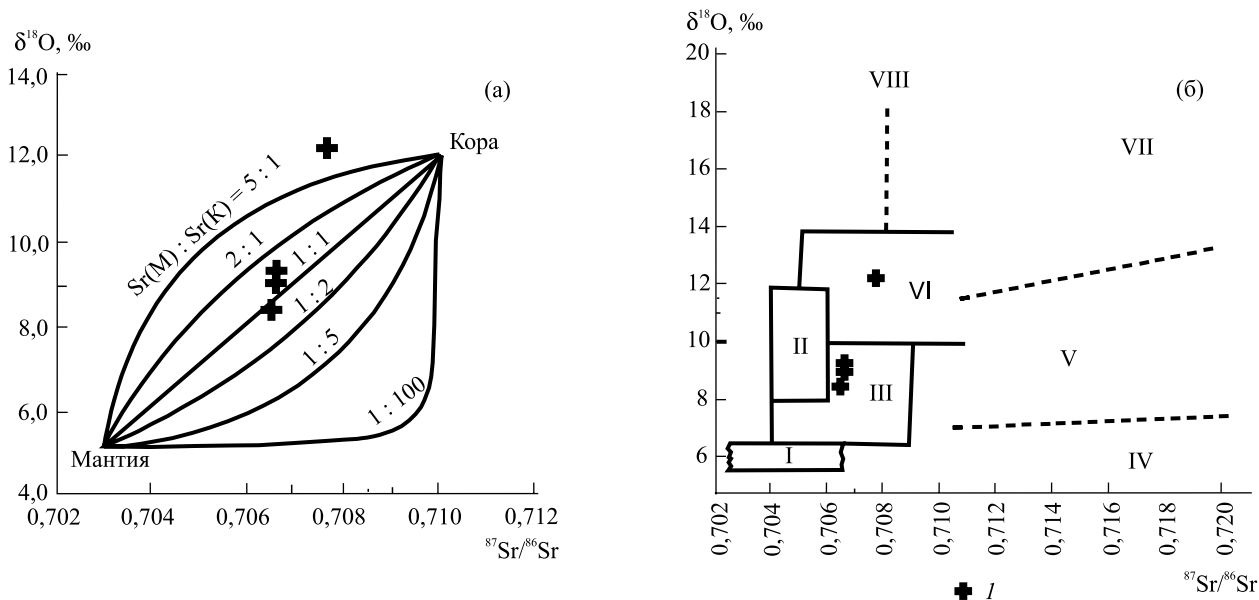 δ¹⁸O, ‰
14,0
12,0
10,0
8,0
6,0
4,0
0,702
0,704
0,706
0,708
0,710
0,712
⁸⁷Sr/⁸⁶Sr
(а)
Кора
Мантия
Sr(М) : Sr(К) = 5 : 1
2 : 1
1 : 1
1 : 2
1 : 5
1 : 100
δ¹⁸O, ‰
20
18
16
14
12
10
8
6
0,702
0,704
0,706
0,708
0,710
0,712
0,714
0,716
0,718
0,720
⁸⁷Sr/⁸⁶Sr
(б)
VIII
VII
VI
II
V
III
I
IV
1